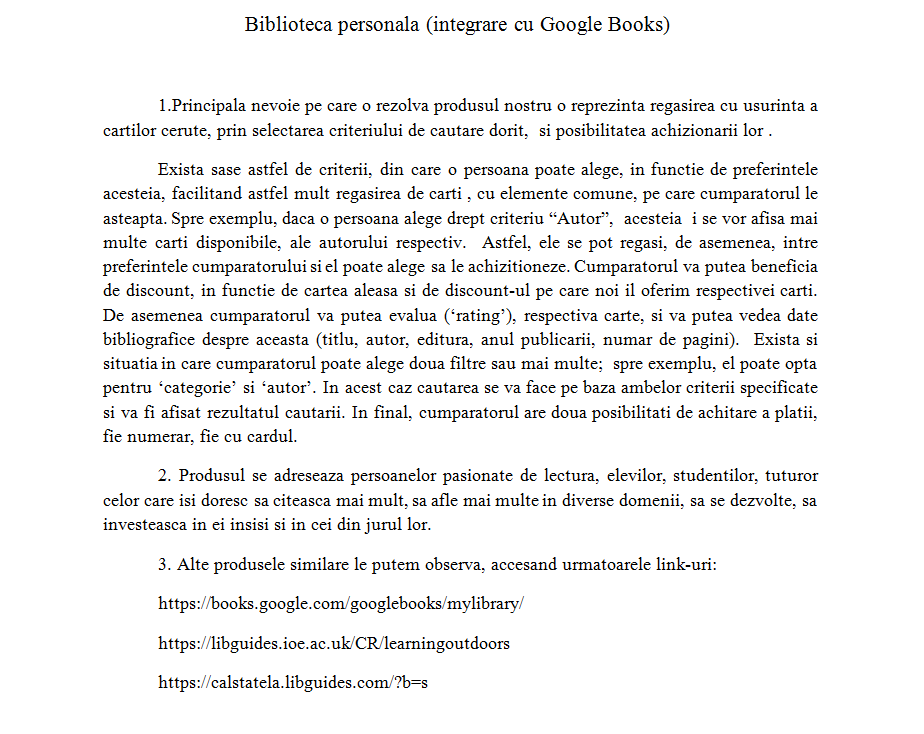 Biblioteca personala (integrare cu Google Books)
1.Principala nevoie pe care o rezolva produsul nostru o reprezinta regasirea cu usurinta a
cartilor cerute, prin selectarea criteriului de cautare dorit,  si posibilitatea achizionarii lor .
Exista sase astfel de criterii, din care o persoana poate alege, in functie de preferintele
acesteia, facilitand astfel mult regasirea de carti , cu elemente comune, pe care cumparatorul le
asteapta. Spre exemplu, daca o persoana alege drept criteriu “Autor”,  acesteia  i se vor afisa mai
multe carti disponibile, ale autorului respectiv.  Astfel, ele se pot regasi, de asemenea, intre
preferintele cumparatorului si el poate alege sa le achizitioneze. Cumparatorul va putea beneficia
de discount, in functie de cartea aleasa si de discount-ul pe care noi il oferim respectivei carti.
De asemenea cumparatorul va putea evalua (‘rating’), respectiva carte, si va putea vedea date
bibliografice despre aceasta (titlu, autor, editura, anul publicarii, numar de pagini).  Exista si
situatia in care cumparatorul poate alege doua filtre sau mai multe;  spre exemplu, el poate opta
pentru ‘categorie’ si ‘autor’. In acest caz cautarea se va face pe baza ambelor criterii specificate
si va fi afisat rezultatul cautarii. In final, cumparatorul are doua posibilitati de achitare a platii,
fie numerar, fie cu cardul.
2. Produsul se adreseaza persoanelor pasionate de lectura, elevilor, studentilor, tuturor
celor care isi doresc sa citeasca mai mult, sa afle mai multe in diverse domenii, sa se dezvolte, sa
investeasca in ei insisi si in cei din jurul lor.
3. Alte produsele similare le putem observa, accesand urmatoarele link-uri:
https://books.google.com/googlebooks/mylibrary/
https://libguides.ioe.ac.uk/CR/learningoutdoors
https://calstatela.libguides.com/?b=s